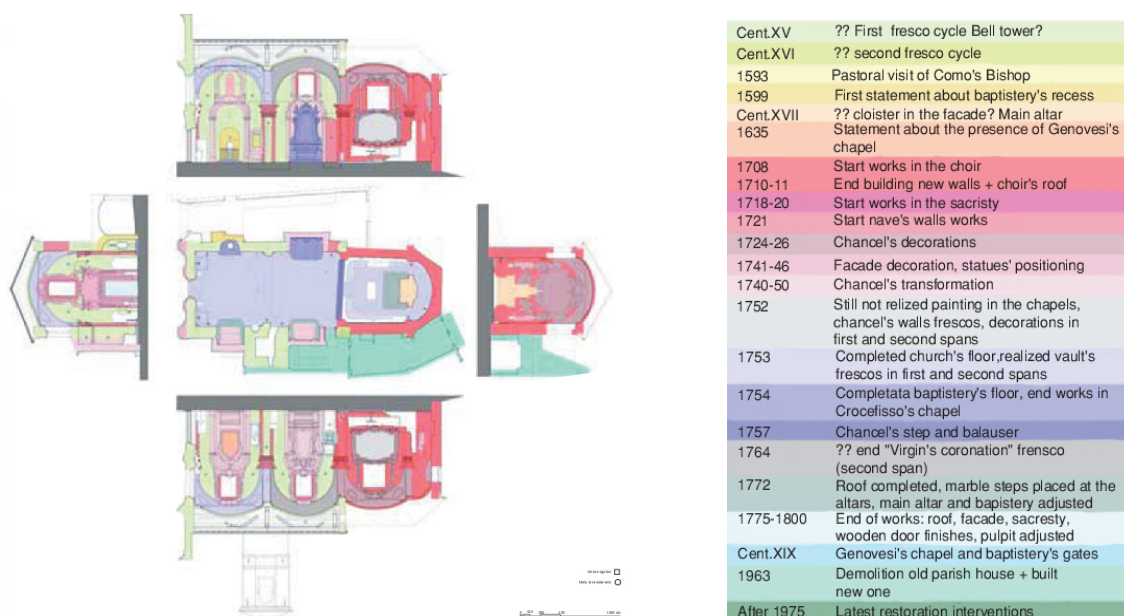 Cent.XV ?? First fresco cycle Bell tower?
Cent.XVI ?? second fresco cycle
1593 Pastoral visit of Como's Bishop
1599 First statement about baptistery's recess
Cent.XVII ?? cloister in the facade? Main altar
1635 Statement about the presence of Genovesi's
chapel
1708 Start works in the choir
1710-11 End building new walls + choir's roof
1718-20 Start works in the sacristy
1721 Start nave's walls works
1724-26 Chancel's decorations
1741-46 Facade decoration, statues' positioning
1740-50 Chancel's transformation
1752 Still not relized painting in the chapels,
chancel's walls frescos, decorations in
first and second spans
1753 Completed church's floor,realized vault's
frescos in first and second spans
1754 Completata baptistery's floor, end works in
Crocefisso's chapel
1757 Chancel's step and balauser
1764 ?? end "Virgin's coronation" frensco
(second span)
1772 Roof completed, marble steps placed at the
altars, main altar and bapistery adjusted
1775-1800 End of works: roof, facade, sacresty,
wooden door finishes, pulpit adjusted
Cent.XIX Genovesi's chapel and baptistery's gates
1963 Demolition old parish house + built
new one
After 1975 Latest restoration interventions